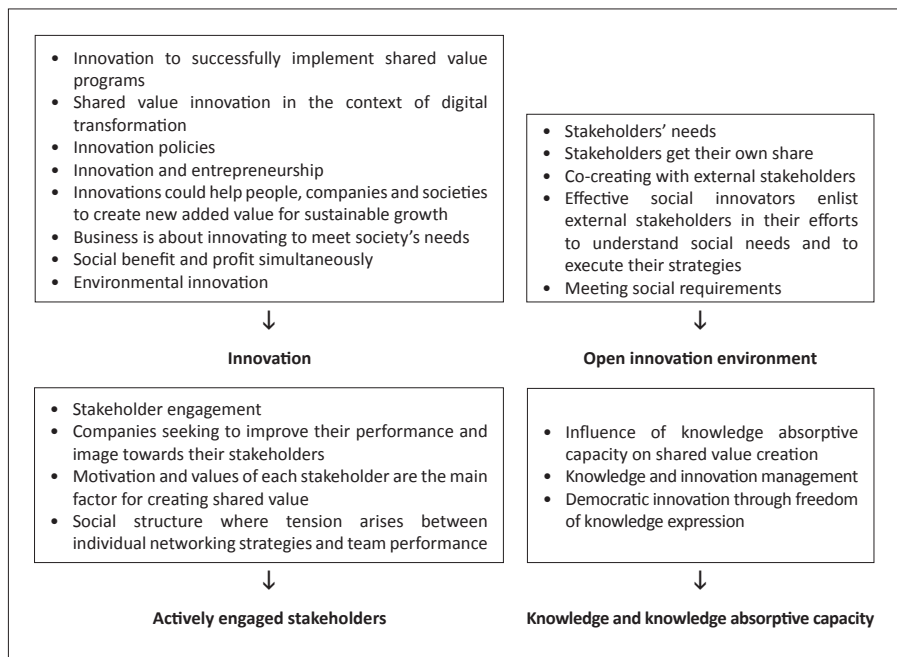 • Innovation to successfully implement shared value
programs
• Shared value innovation in the context of digital
transformation
• Innovation policies
• Innovation and entrepreneurship
• Innovations could help people, companies and societies
to create new added value for sustainable growth
• Business is about innovating to meet society’s needs
• Social benefit and profit simultaneously
• Environmental innovation
↓
Innovation
• Stakeholders’ needs
• Stakeholders get their own share
• Co-creating with external stakeholders
• Effective social innovators enlist
external stakeholders in their efforts
to understand social needs and to
execute their strategies
• Meeting social requirements
↓
Open innovation environment
• Stakeholder engagement
• Companies seeking to improve their performance and
image towards their stakeholders
• Motivation and values of each stakeholder are the main
factor for creating shared value
• Social structure where tension arises between
individual networking strategies and team performance
↓
Actively engaged stakeholders
• Influence of knowledge absorptive
capacity on shared value creation
• Knowledge and innovation management
• Democratic innovation through freedom
of knowledge expression
↓
Knowledge and knowledge absorptive capacity